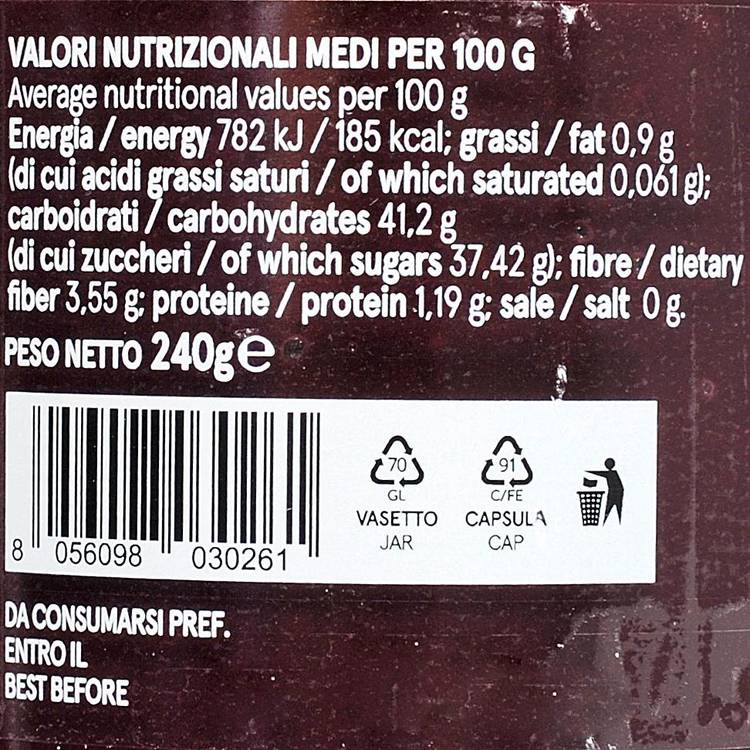 VALORI NUTRIZIONALI MEDI PER 100 G
Average nutritional values per 100 g
Energia / energy 782 kJ / 185 kcal; grassi / fat 0,9 g
(di cui acidi grassi saturi / of which saturated 0,061 g);
carboidrati / carbohydrates 41,2 g
(di cui zuccheri / of which sugars 37,42 g); fibre / dietary
fiber 3,55 g; proteine / protein 1,19 g; sale / salt 0 g.
PESO NETTO 240g e
70
GL
VASETTO
JAR
91
C/FE
CAPSULA
CAP
8 056098 030261
DA CONSUMARSI PREF.
ENTRO IL
BEST BEFORE